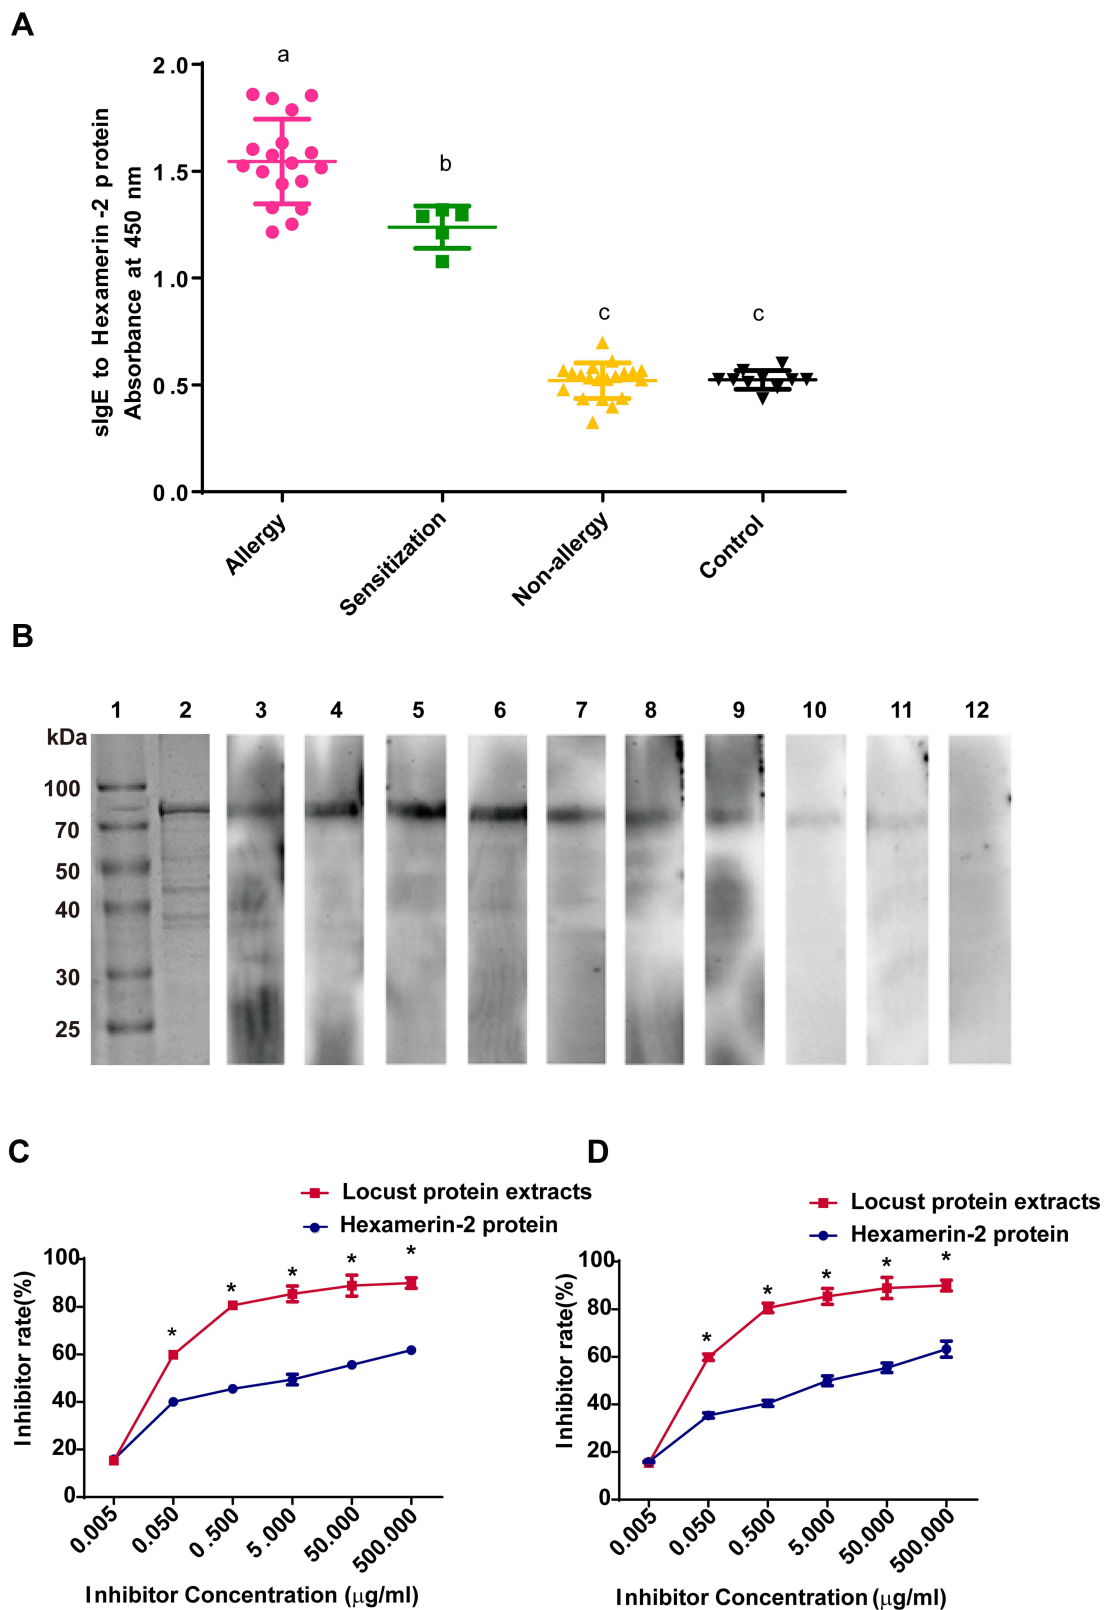 A
a
b
c
c
2.0
1.5
1.0
0.5
0.0
sIgE to Hexamerin-2 protein
Absorbance at 450 nm
Allergy
Sensitization
Non-allergy
Control
B
1 2 3 4 5 6 7 8 9 10 11 12
kDa
100
70
50
40
30
25
C
Locust protein extracts
Hexamerin-2 protein
100
80
60
40
20
0
Inhibitor rate(%)
* * * * *
0.005 0.050 0.500 5.000 50.000 500.000
Inhibitor Concentration (μg/ml)
D
Locust protein extracts
Hexamerin-2 protein
100
80
60
40
20
0
Inhibitor rate(%)
* * * * *
0.005 0.050 0.500 5.000 50.000 500.000
Inhibitor Concentration (μg/ml)